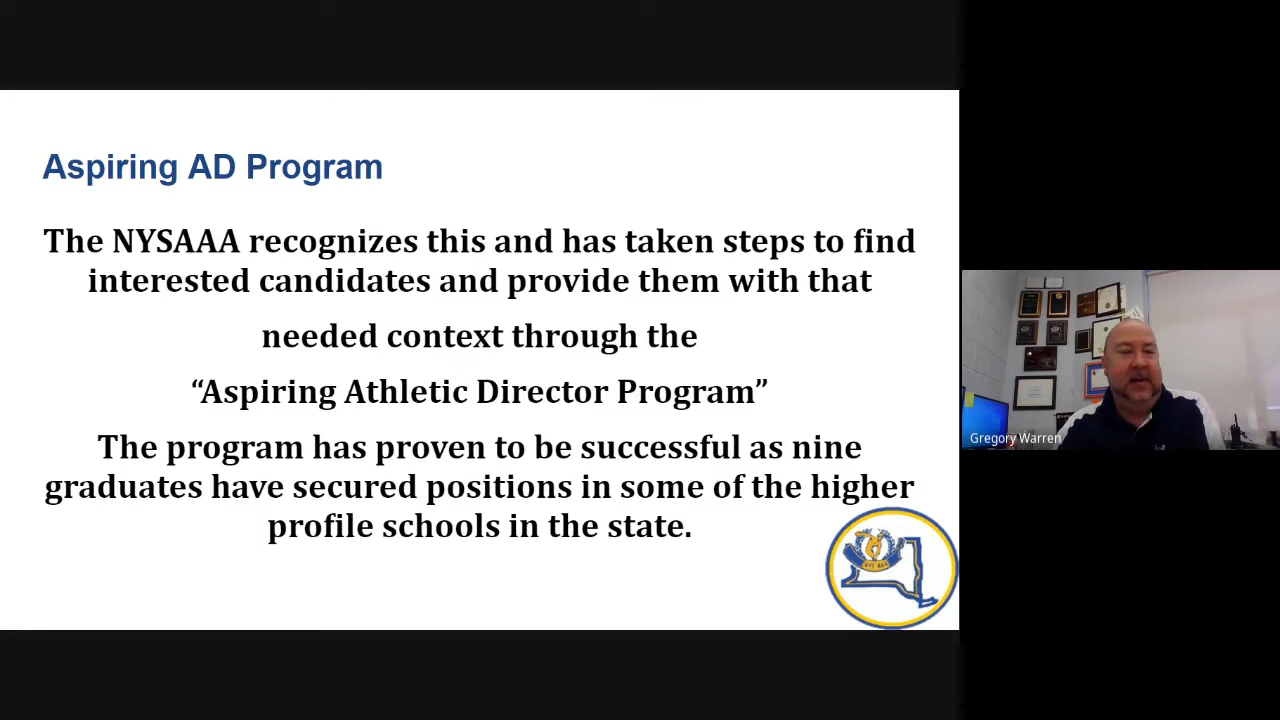 Aspiring AD Program
The NYSAAA recognizes this and has taken steps to find
interested candidates and provide them with that
needed context through the
“Aspiring Athletic Director Program”
The program has proven to be successful as nine
graduates have secured positions in some of the higher
profile schools in the state.
Gregory Warren